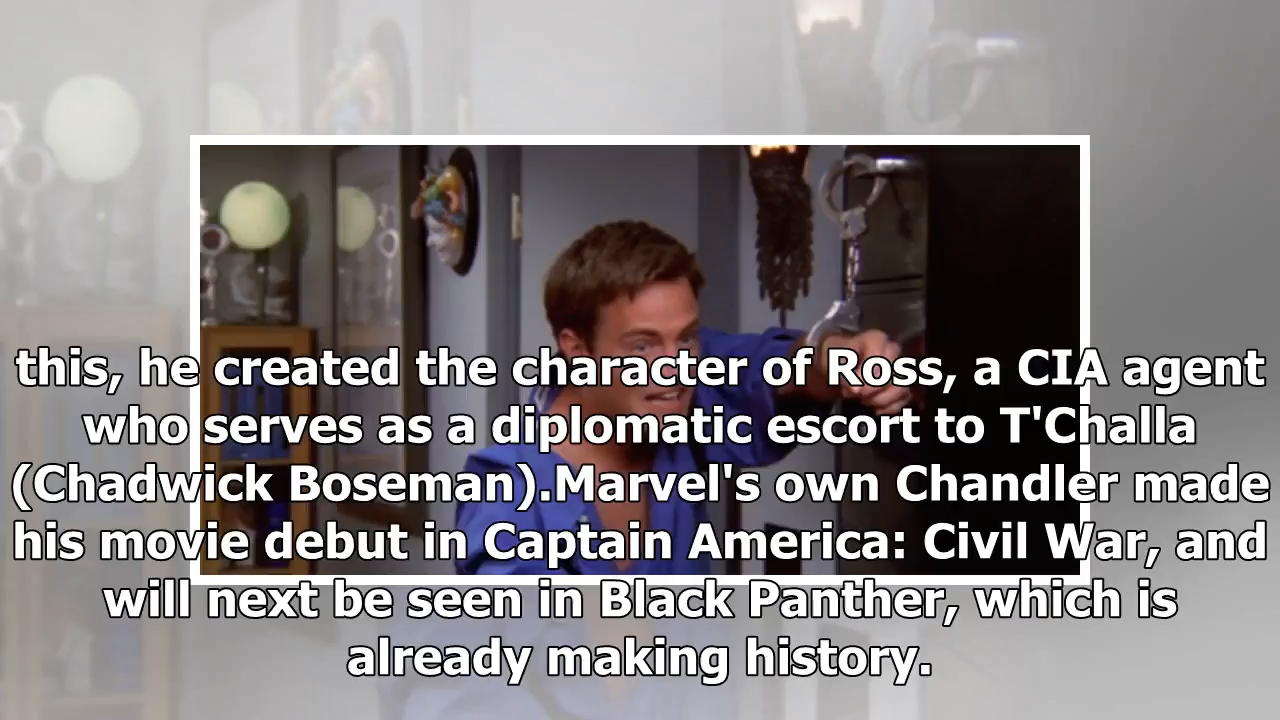 this, he created the character of Ross, a CIA agent
who serves as a diplomatic escort to T'Challa
(Chadwick Boseman).Marvel's own Chandler made
his movie debut in Captain America: Civil War, and
will next be seen in Black Panther, which is
already making history.